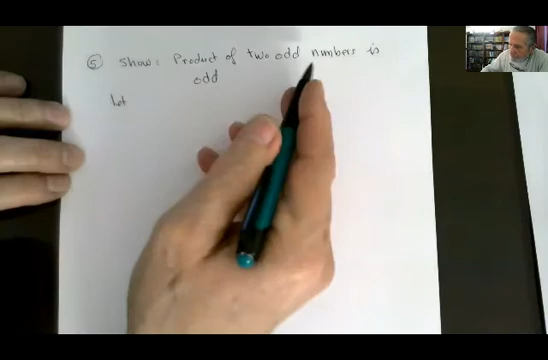 ⑤ Show: Product of two odd numbers is
odd
Let